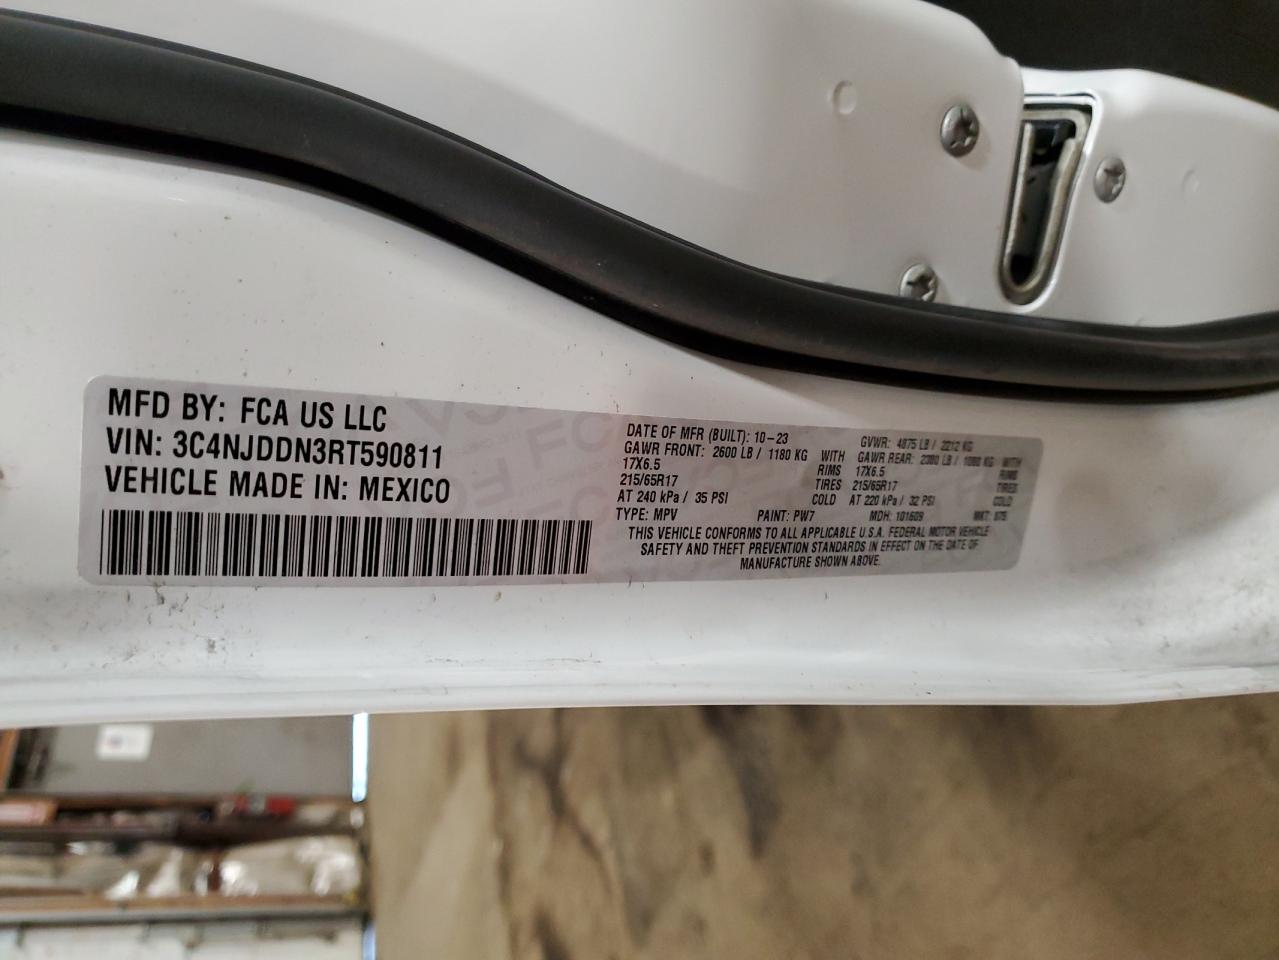 MFD BY: FCA US LLC
VIN: 3C4NJDDN3RT590811
VEHICLE MADE IN: MEXICO
DATE OF MFR (BUILT): 10-23 GVWR: 4875 LB / 2212 KG
GAWR FRONT: 2600 LB / 1180 KG WITH GAWR REAR: 2380 LB / 1080 KG WITH
17X6.5 RIMS 17X6.5 RIMS
215/65R17 TIRES 215/65R17 TIRES
AT 240 kPa / 35 PSI COLD AT 220 kPa / 32 PSI COLD
TYPE: MPV PAINT: PW7 MDH: 101609 MKT: 875
THIS VEHICLE CONFORMS TO ALL APPLICABLE U.S.A. FEDERAL MOTOR VEHICLE
SAFETY AND THEFT PREVENTION STANDARDS IN EFFECT ON THE DATE OF
MANUFACTURE SHOWN ABOVE.